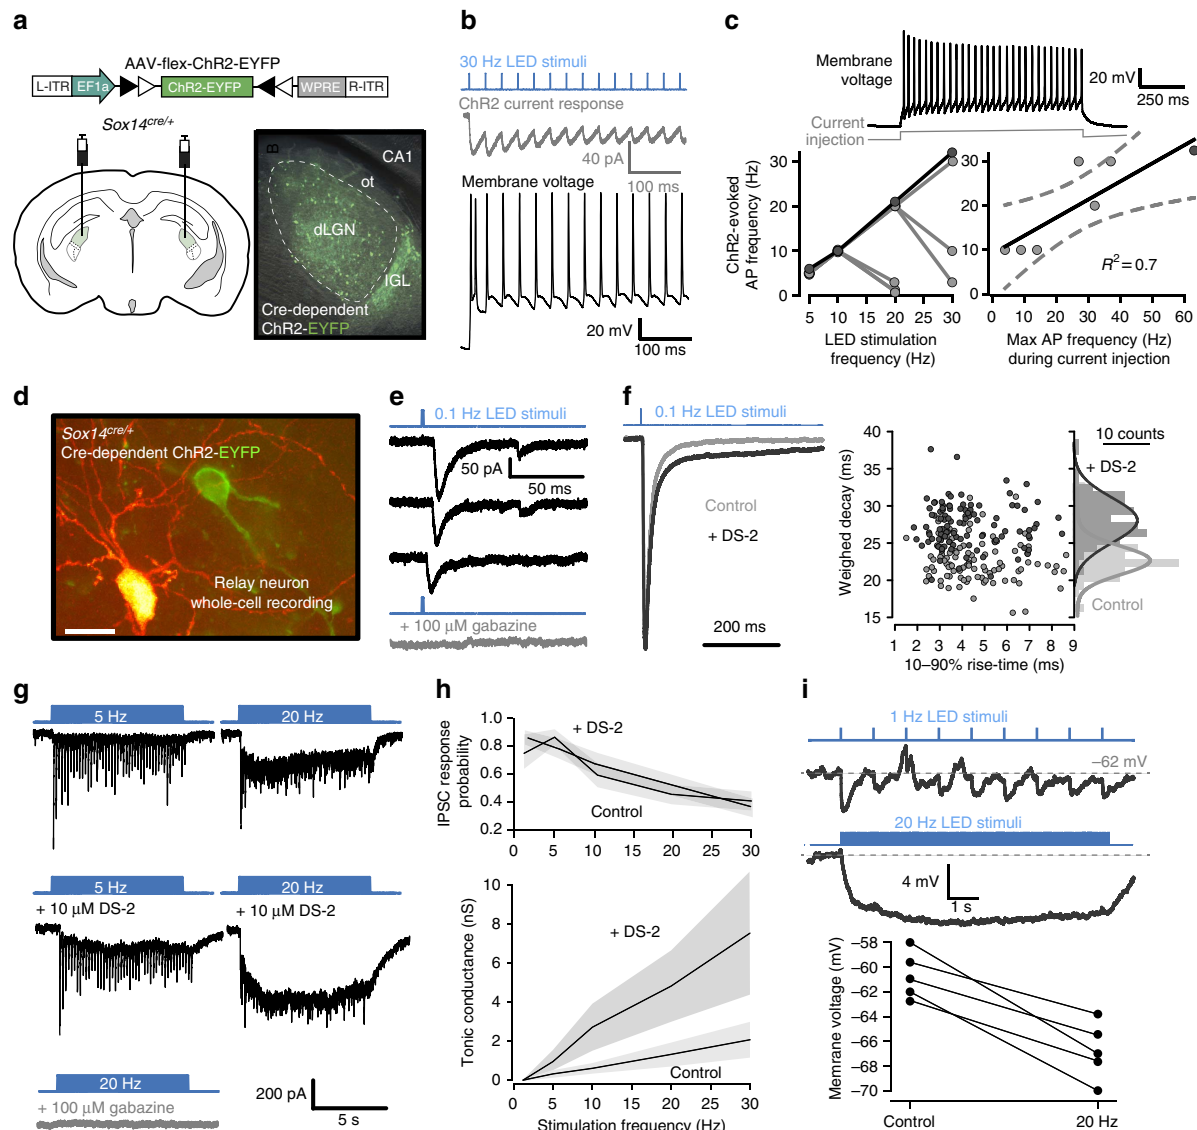 a
AAV-flex-ChR2-EYFP
L-ITR
EF1a
ChR2-EYFP
WPRE
R-ITR
Sox14cre/+
B
CA1
ot
dLGN
IGL
Cre-dependent
ChR2-EYFP
b
30 Hz LED stimuli
ChR2 current response
40 pA
100 ms
Membrane voltage
20 mV
100 ms
c
Membrane
voltage
20 mV
250 ms
Current
injection
ChR2-evoked
AP frequency (Hz)
30
20
10
0
5 10 15 20 25 30
LED stimulation
frequency (Hz)
30
20
10
0
R2 = 0.7
0 20 40 60
Max AP frequency (Hz)
during current injection
d
Sox14cre/+
Cre-dependent ChR2-EYFP
Relay neuron
whole-cell recording
e
0.1 Hz LED stimuli
50 pA
50 ms
+ 100 μM gabazine
f
0.1 Hz LED stimuli
Control
+ DS-2
200 ms
Weighed decay (ms)
40
35
30
25
20
15
1 2 3 4 5 6 7 8 9
10–90% rise-time (ms)
10 counts
+ DS-2
Control
g
5 Hz
20 Hz
5 Hz
20 Hz
+ 10 μM DS-2
+ 10 μM DS-2
20 Hz
+ 100 μM gabazine
200 pA
5 s
h
IPSC response
probability
1.0
0.8
0.6
0.4
0.2
+ DS-2
Control
0 5 10 15 20 25 30
Tonic conductance (nS)
10
8
6
4
2
0
+ DS-2
Control
0 5 10 15 20 25 30
Stimulation frequency (Hz)
i
1 Hz LED stimuli
–62 mV
20 Hz LED stimuli
4 mV
1 s
Memrane voltage (mV)
–58
–60
–62
–64
–66
–68
–70
Control
20 Hz